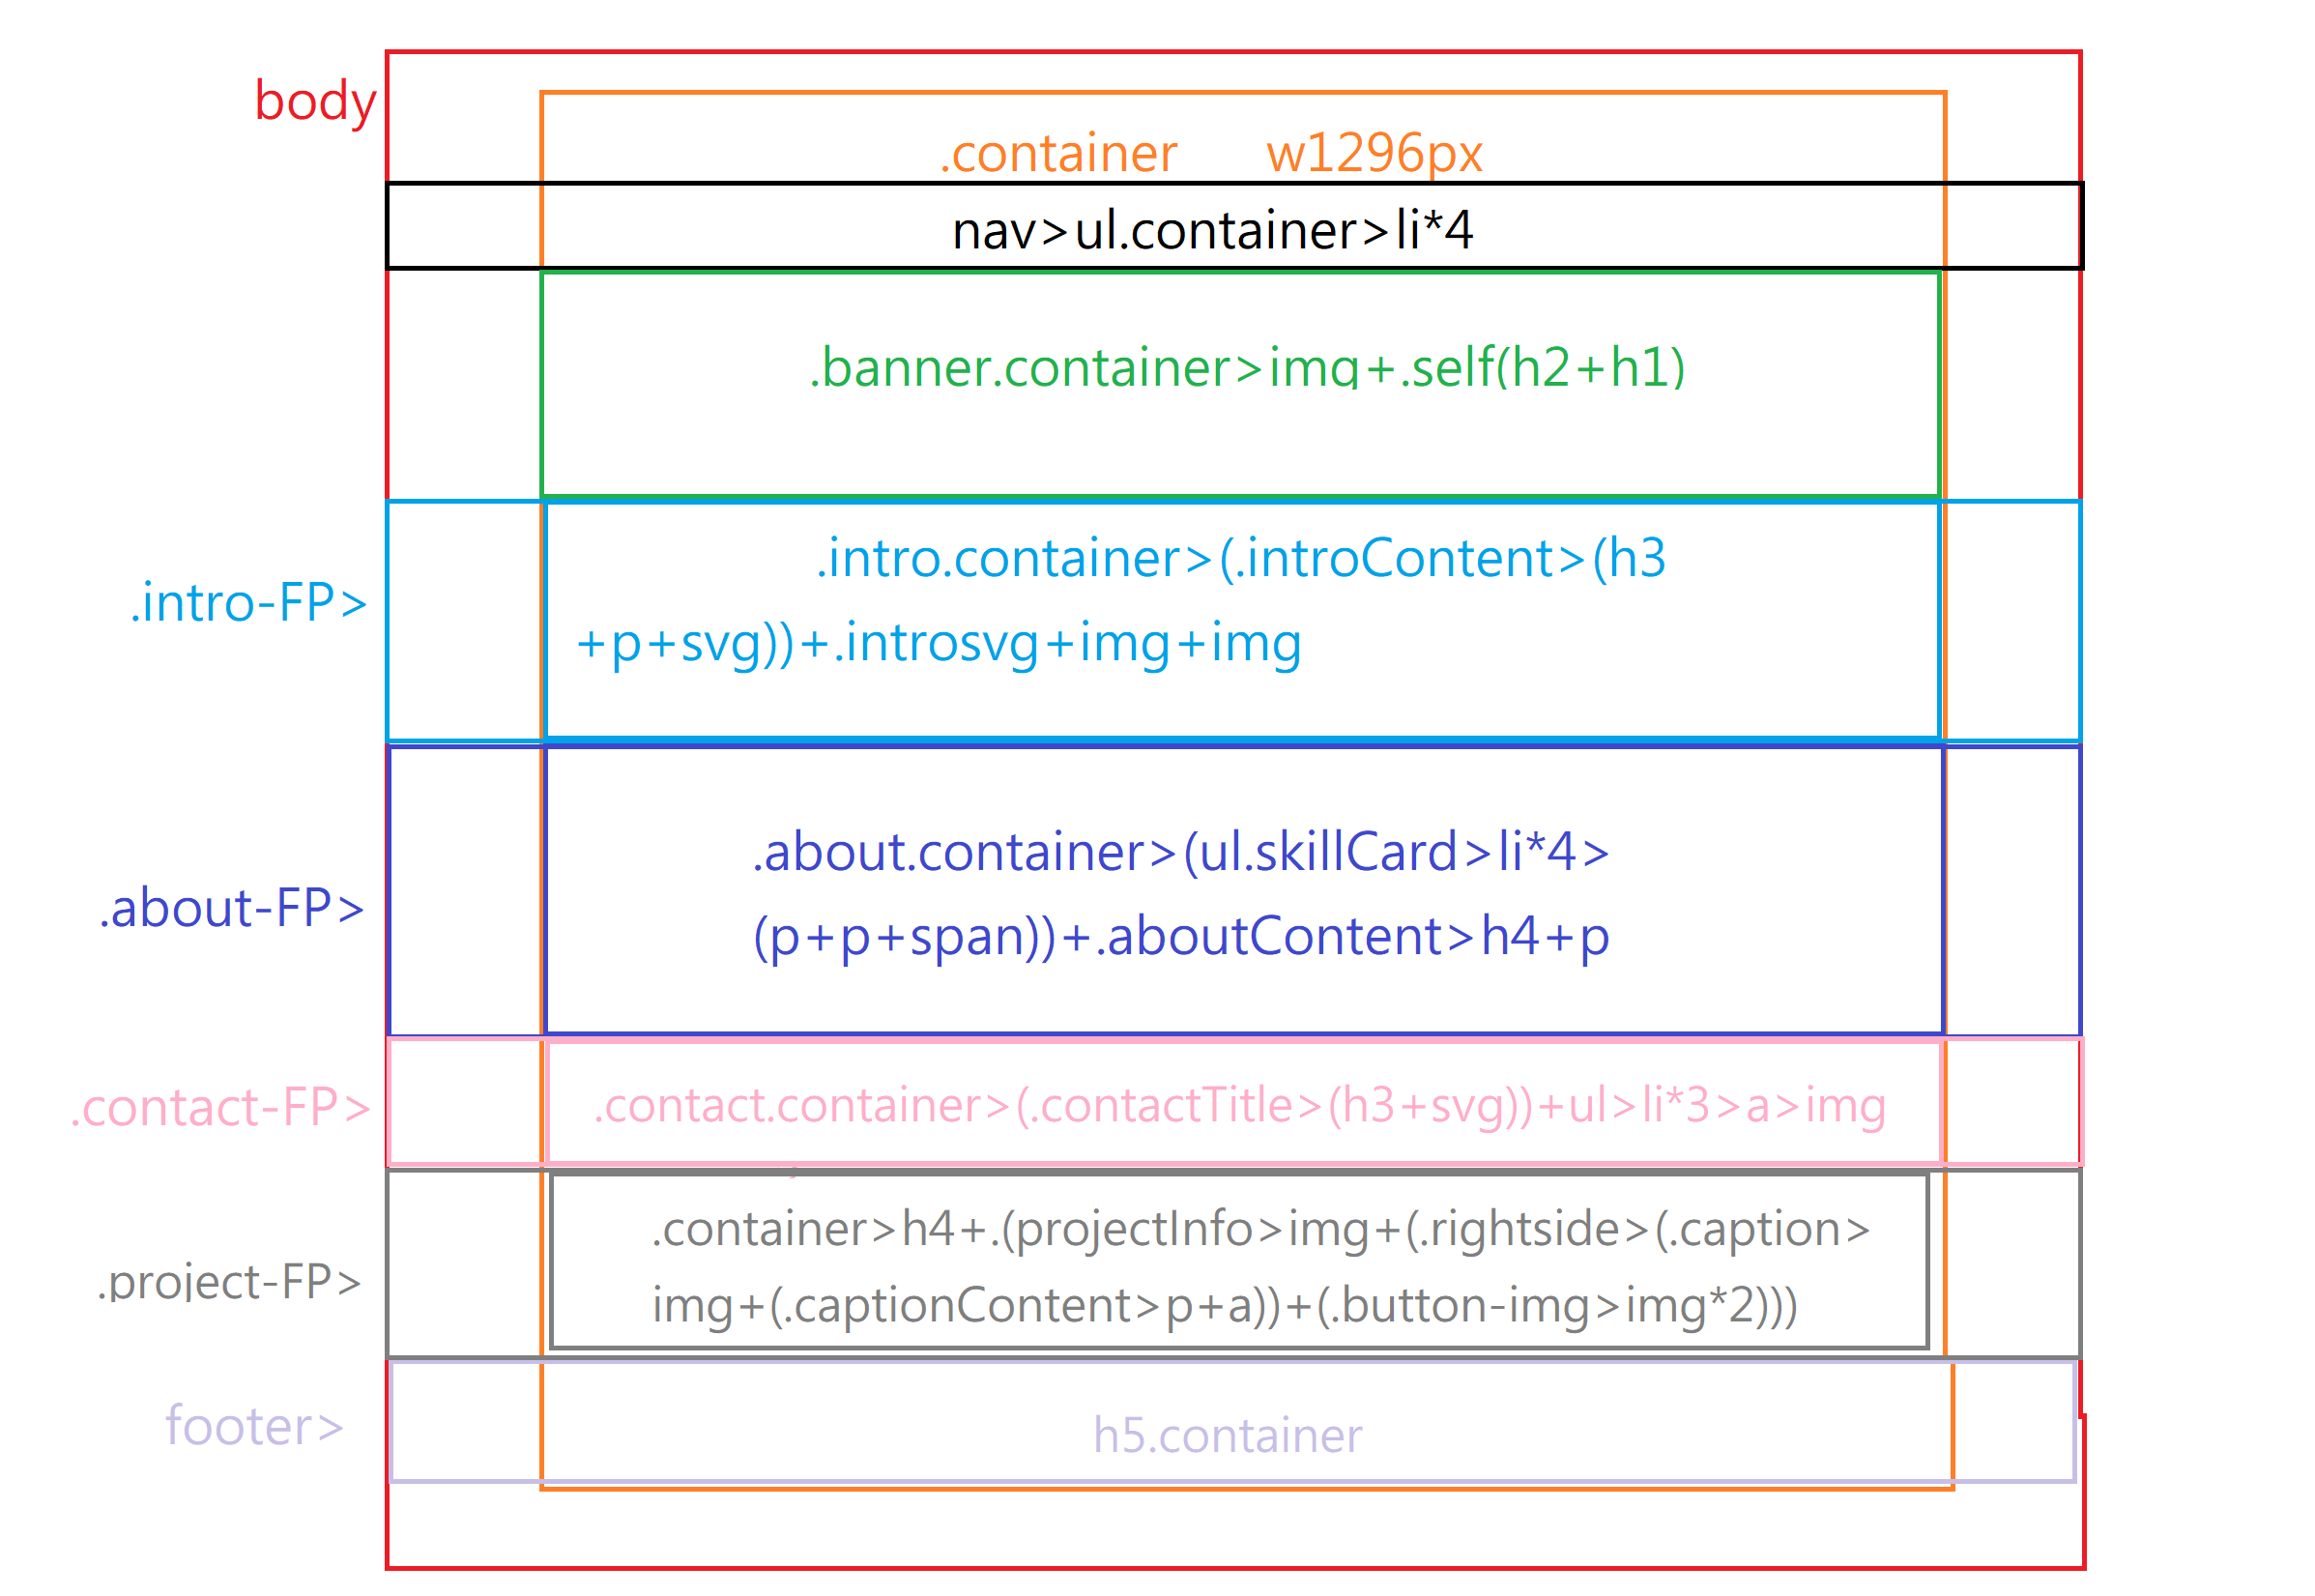 body
.container w1296px
nav>ul.container>li*4
.banner.container>img+.self(h2+h1)
.intro-FP>
.intro.container>(.introContent>(h3
+p+svg))+.introsvg+img+img
.about-FP>
.about.container>(ul.skillCard>li*4>
(p+p+span))+.aboutContent>h4+p
.contact-FP>
.contact.container>(.contactTitle>(h3+svg))+ul>li*3>a>img
.project-FP>
.container>h4+.(projectInfo>img+(.rightside>(.caption>
img+(.captionContent>p+a))+(.button-img>img*2)))
footer>
h5.container